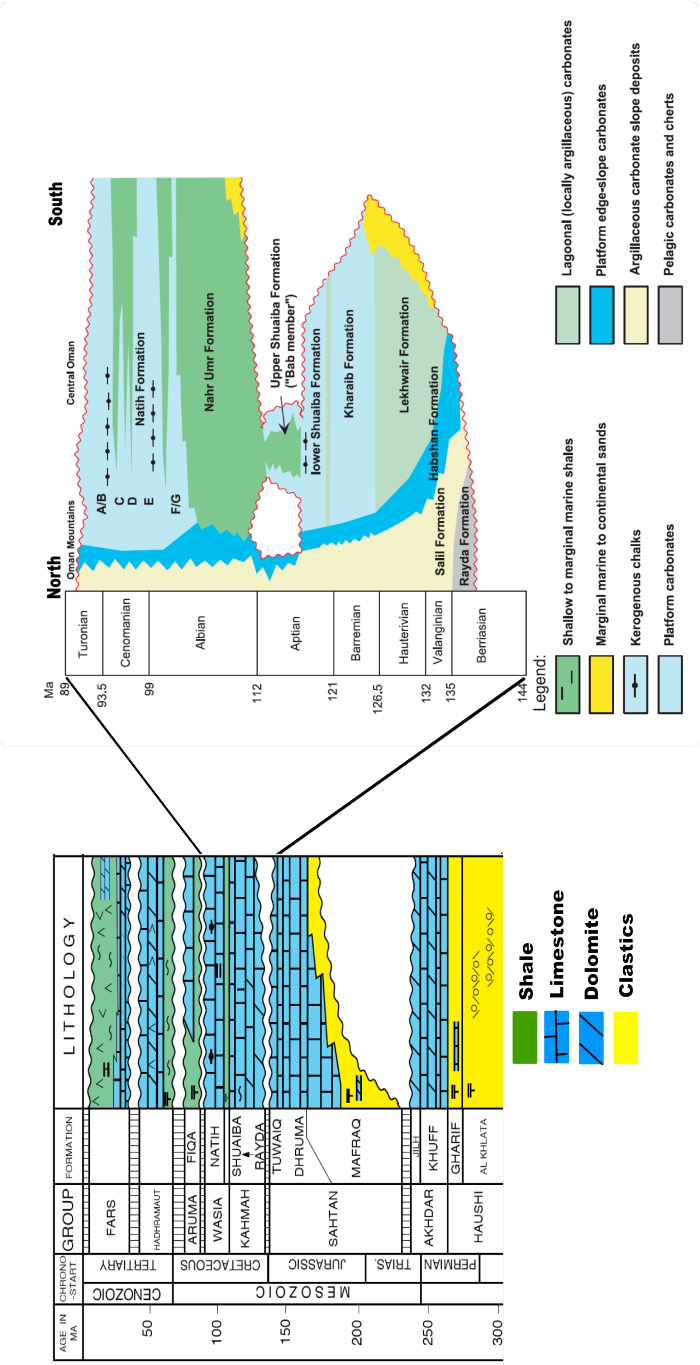 North
South
Oman Mountains
Central Oman
Ma
89
93.5
99
112
121
126.5
132
135
144
Turonian
Cenomanian
Albian
Aptian
Barremian
Hauterivian
Valanginian
Berriasian
A/B
C
D
E
F/G
Natih Formation
Nahr Umr Formation
Upper Shuaiba Formation
("Bab member")
lower Shuaiba Formation
Kharaib Formation
Lekhwair Formation
Habshan Formation
Salil Formation
Rayda Formation
Legend:
Shallow to marginal marine shales
Marginal marine to continental sands
Kerogenous chalks
Platform carbonates
Lagoonal (locally argillaceous) carbonates
Platform edge-slope carbonates
Argillaceous carbonate slope deposits
Pelagic carbonates and cherts
AGE IN
MA
CHRONO
-START.
GROUP
FORMATION
LITHOLOGY
50
100
150
200
250
300
CENOZOIC
MESOZOIC
TERTIARY
CRETACEOUS
JURASSIC
TRIAS.
PERMIAN
FARS
HADHRAMAUT
ARUMA
WASIA
KAHMAH
SAHTAN
AKHDAR
HAUSHI
FIQA
NATIH
SHUAIBA
RAYDA
TUWAIQ
DHRUMA
MAFRAQ
JILH
KHUFF
GHARIF
AL KHLATA
Shale
Limestone
Dolomite
Clastics